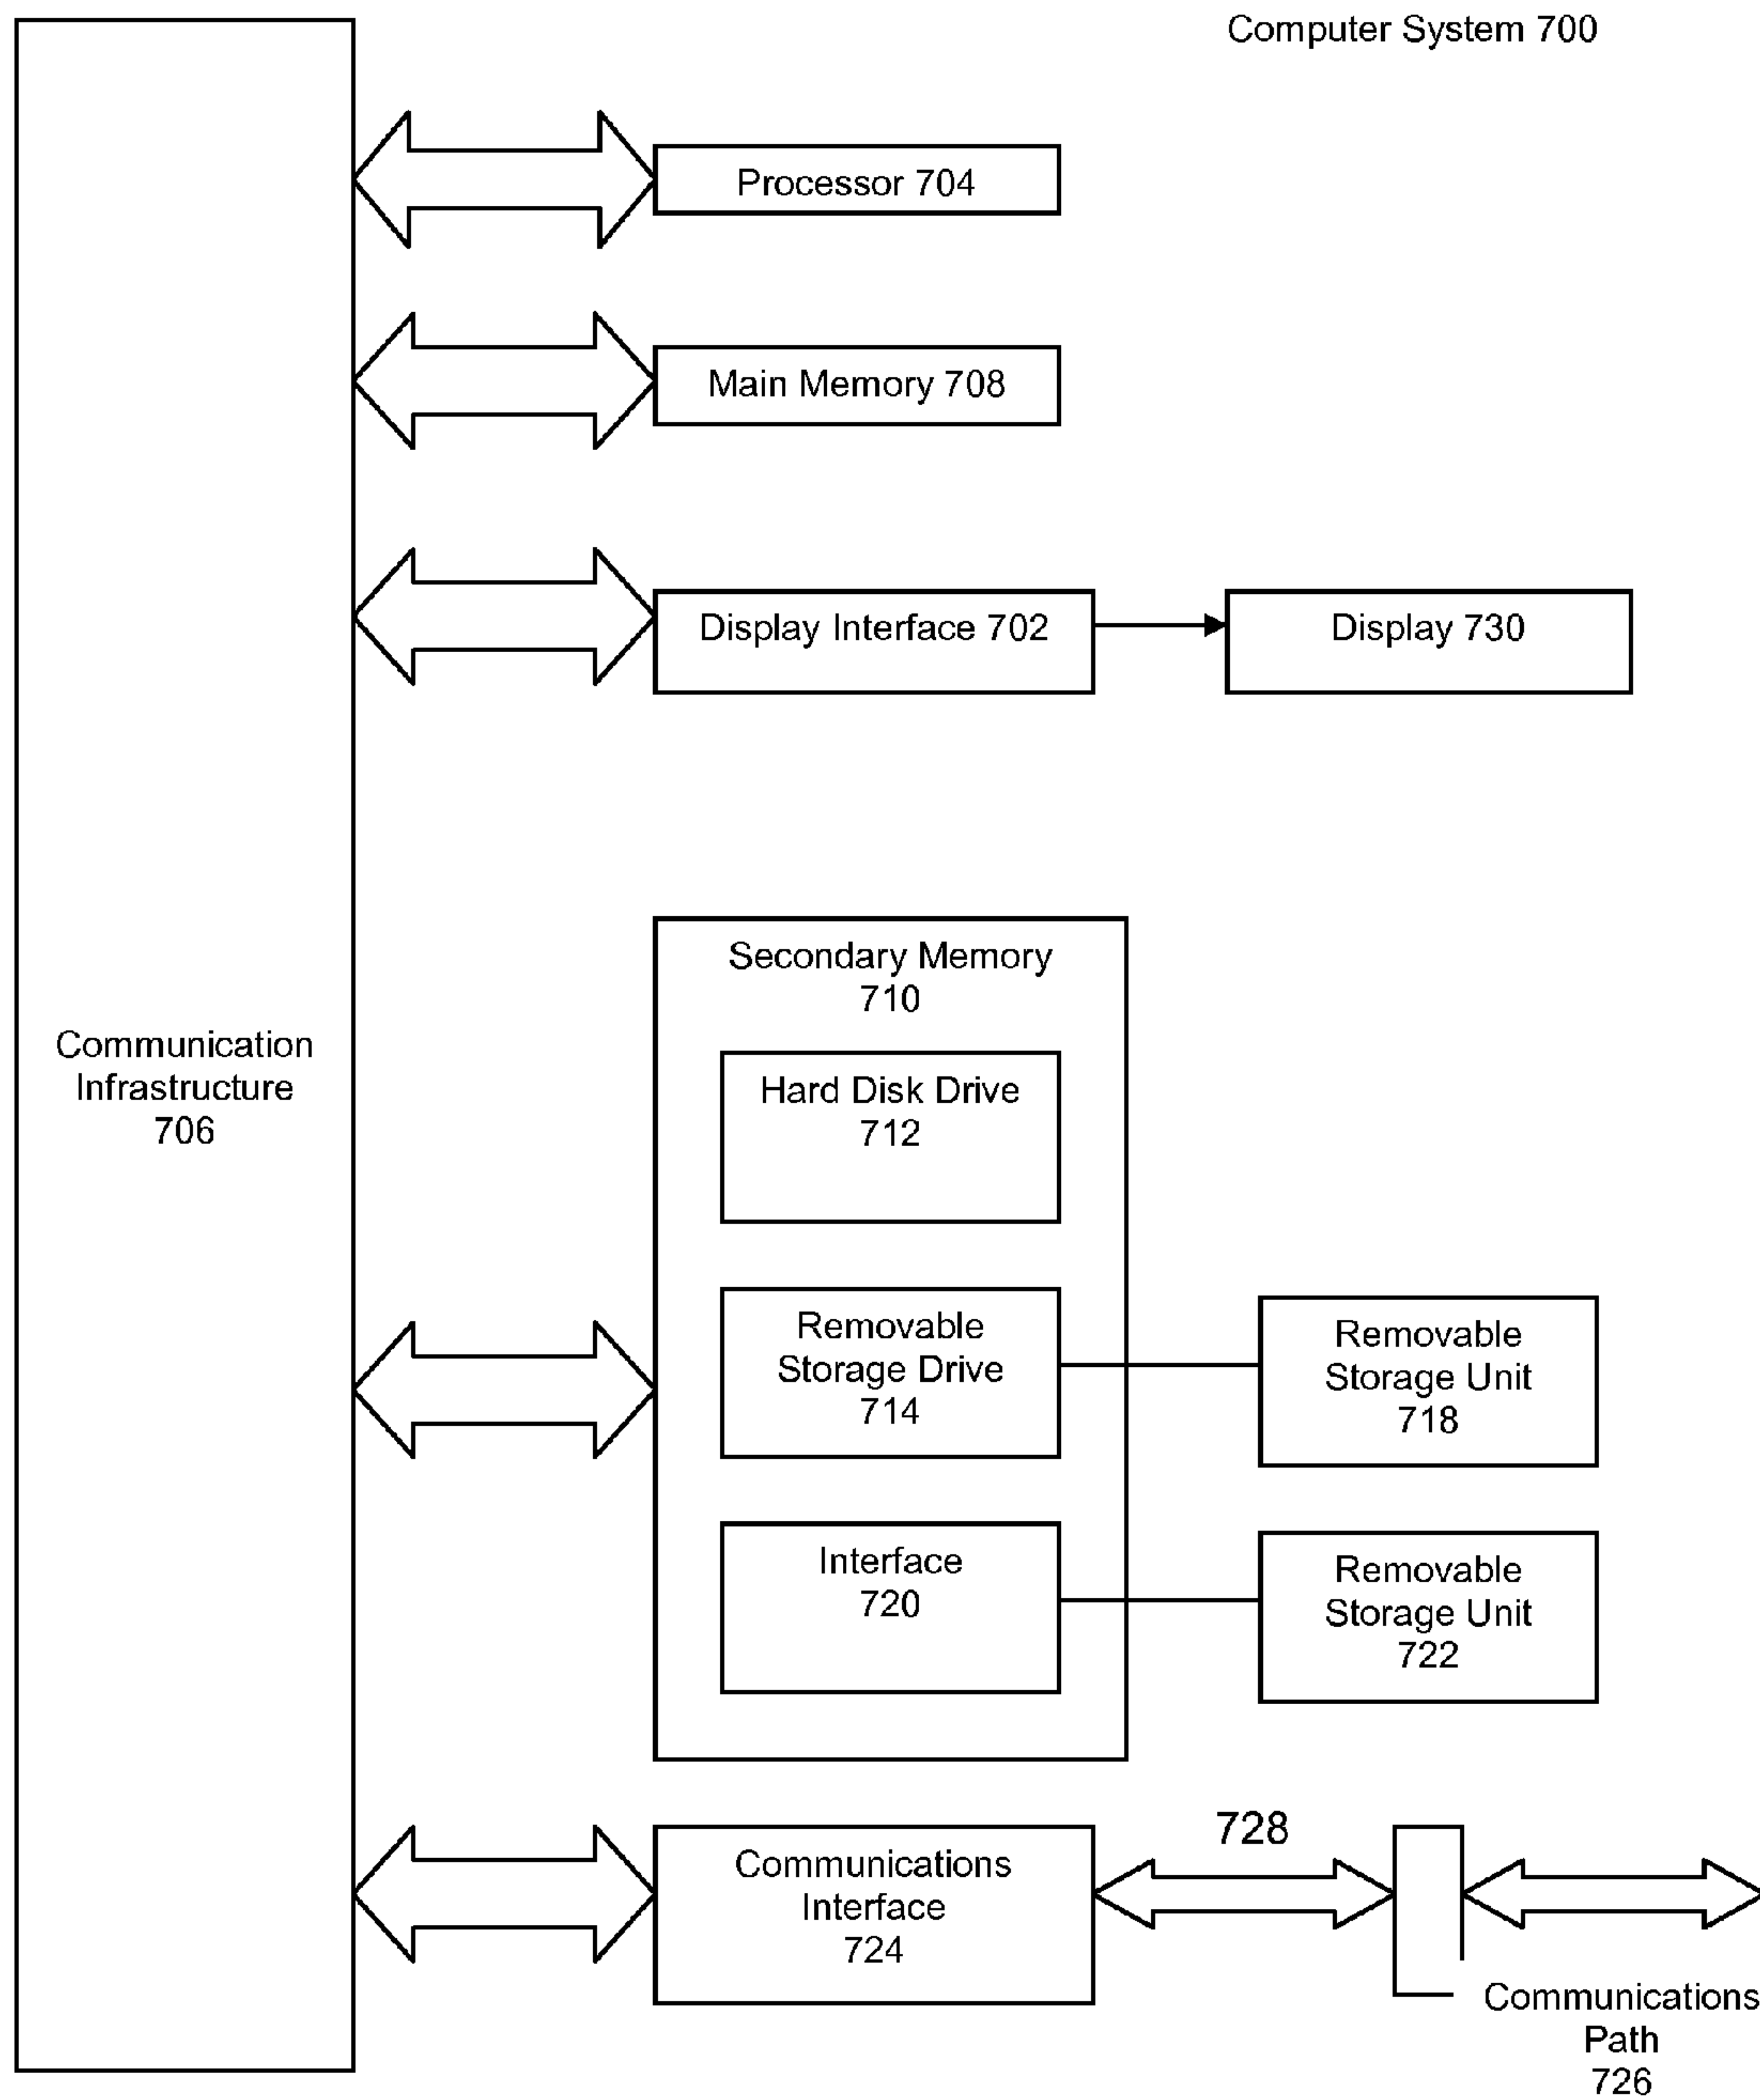 Computer System 700
Processor 704
Main Memory 708
Display Interface 702
Display 730
Communication
Infrastructure
706
Secondary Memory
710
Hard Disk Drive
712
Removable
Storage Drive
714
Removable
Storage Unit
718
Interface
720
Removable
Storage Unit
722
Communications
Interface
724
728
Communications
Path
726